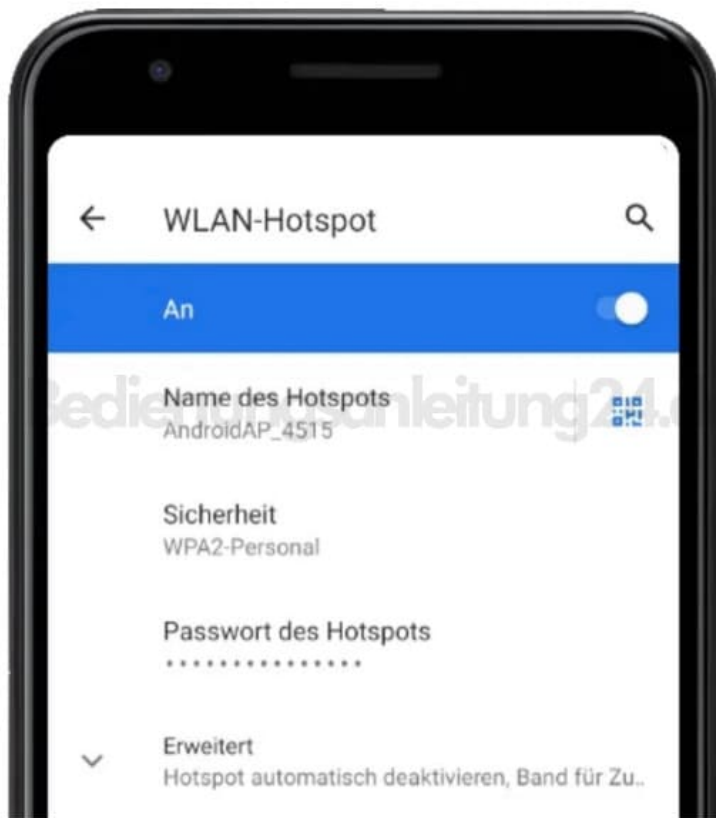 WLAN-Hotspot
An
Bedienungsanleitung24.
Name des Hotspots
AndroidAP_4515
Sicherheit
WPA2-Personal
Passwort des Hotspots
•••••••••••••••
Erweitert
Hotspot automatisch deaktivieren, Band für Zu..